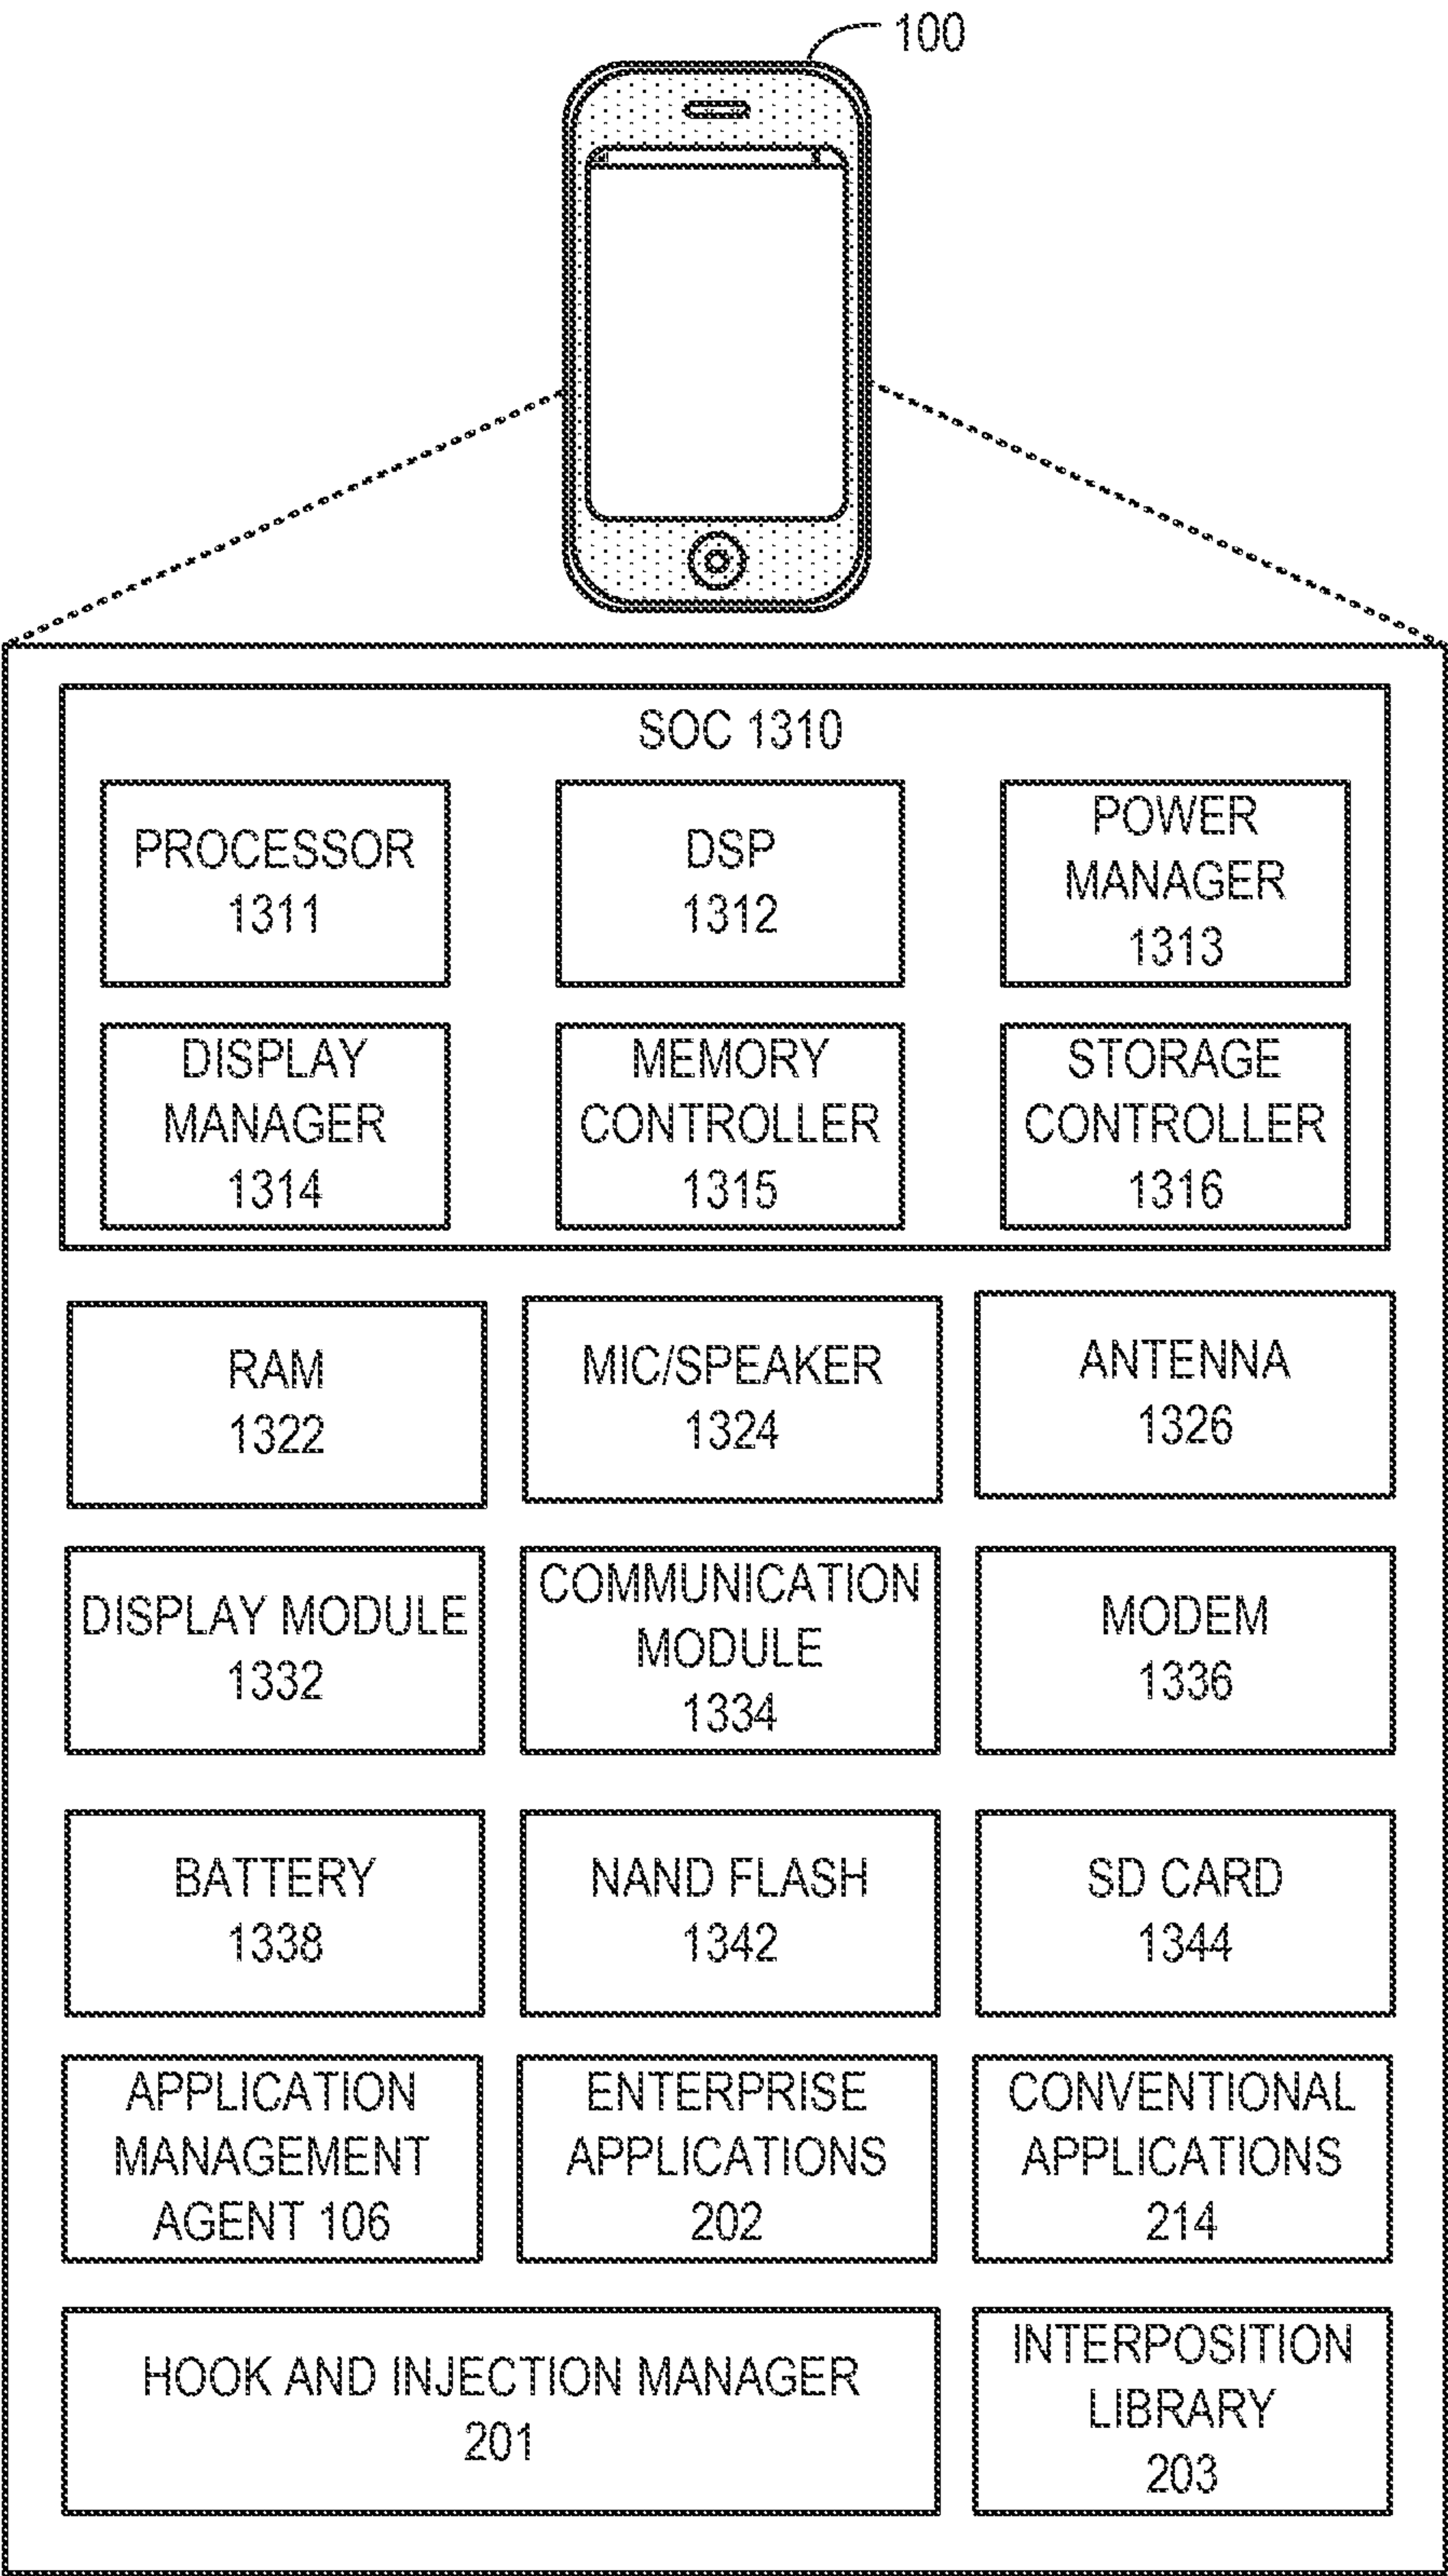 100
SOC 1310
PROCESSOR
1311
DSP
1312
POWER
MANAGER
1313
DISPLAY
MANAGER
1314
MEMORY
CONTROLLER
1315
STORAGE
CONTROLLER
1316
RAM
1322
MIC/SPEAKER
1324
ANTENNA
1326
DISPLAY MODULE
1332
COMMUNICATION
MODULE
1334
MODEM
1336
BATTERY
1338
NAND FLASH
1342
SD CARD
1344
APPLICATION
MANAGEMENT
AGENT 106
ENTERPRISE
APPLICATIONS
202
CONVENTIONAL
APPLICATIONS
214
HOOK AND INJECTION MANAGER
201
INTERPOSITION
LIBRARY
203